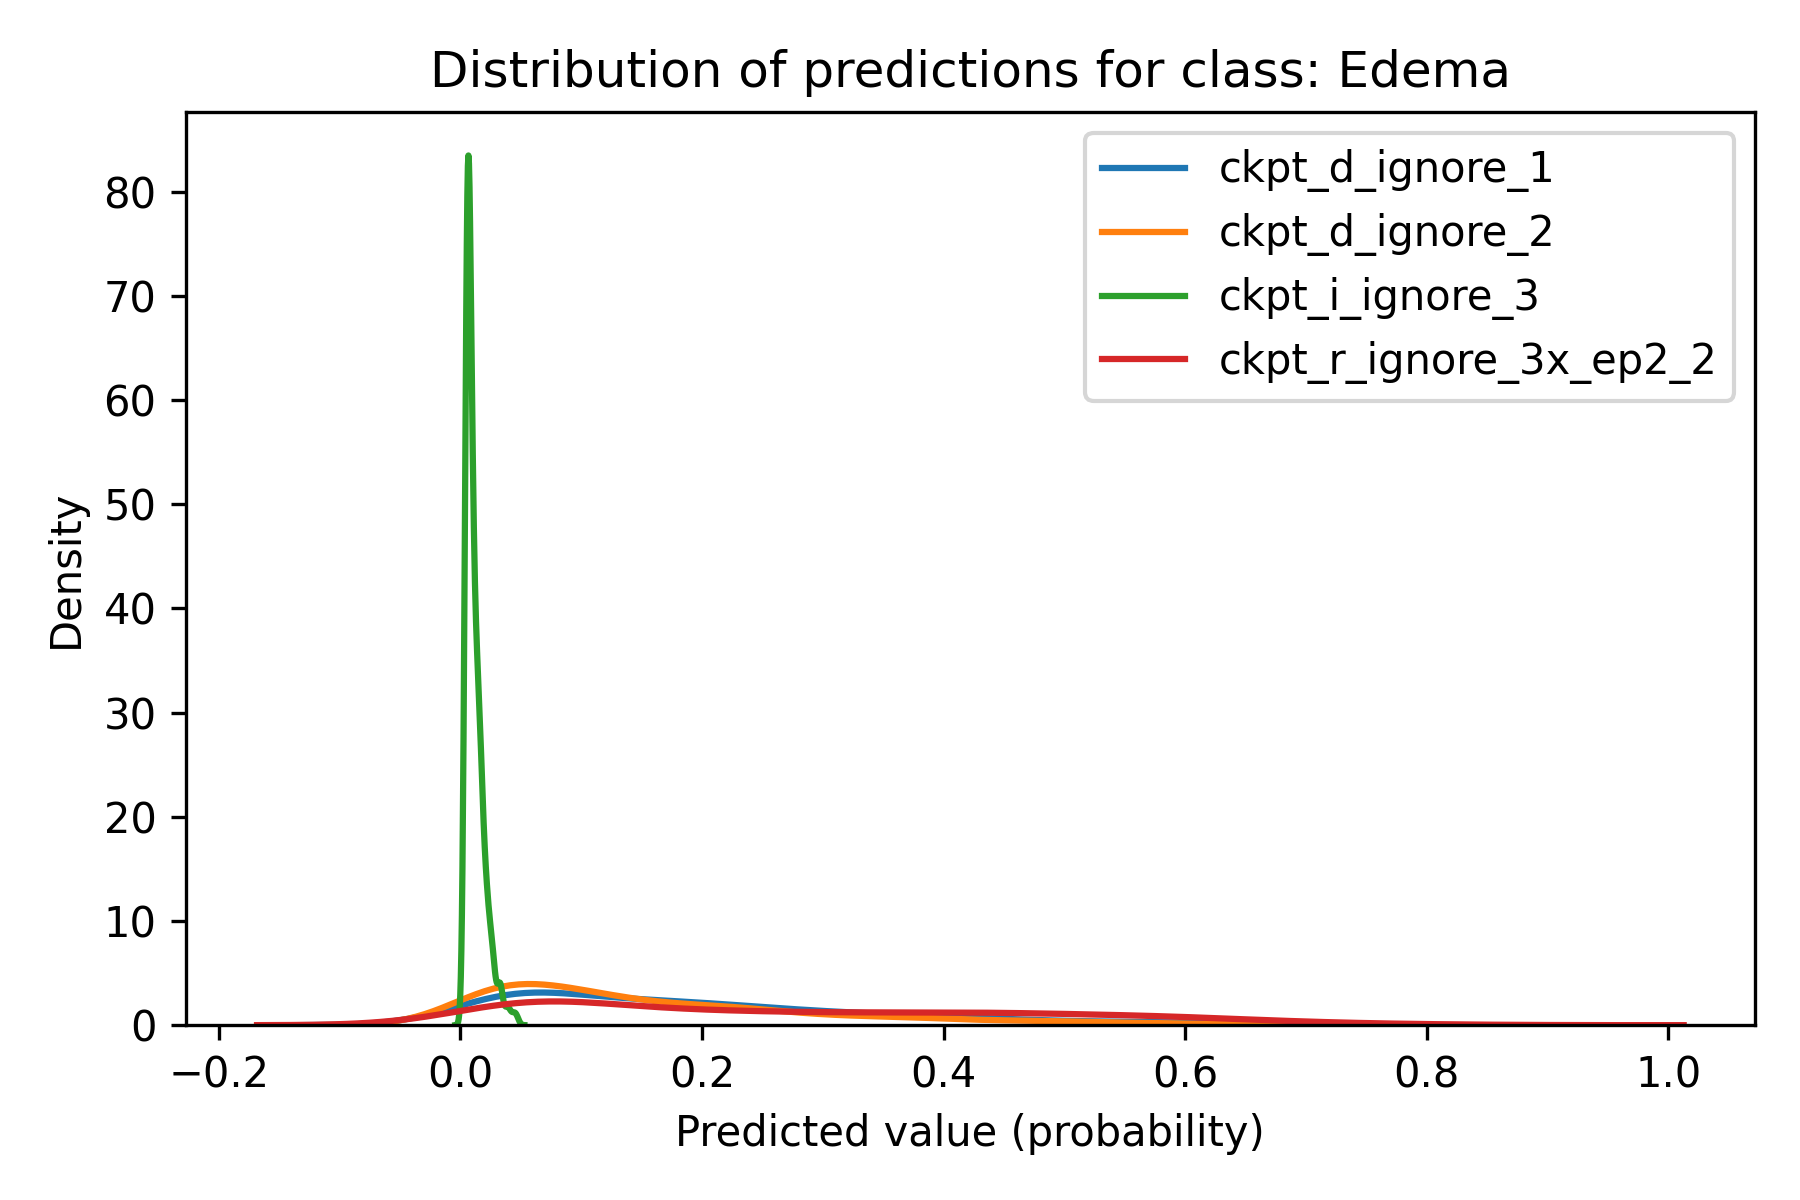 Distribution of predictions for class: Edema
ckpt_d_ignore_1
ckpt_d_ignore_2
ckpt_i_ignore_3
ckpt_r_ignore_3x_ep2_2
Density
80
70
60
50
40
30
20
10
0
−0.2 0.0 0.2 0.4 0.6 0.8 1.0
Predicted value (probability)